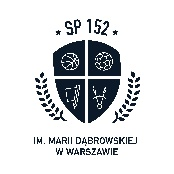 SP 152
IM. MARII DĄBROWSKIEJ
W WARSZAWIE